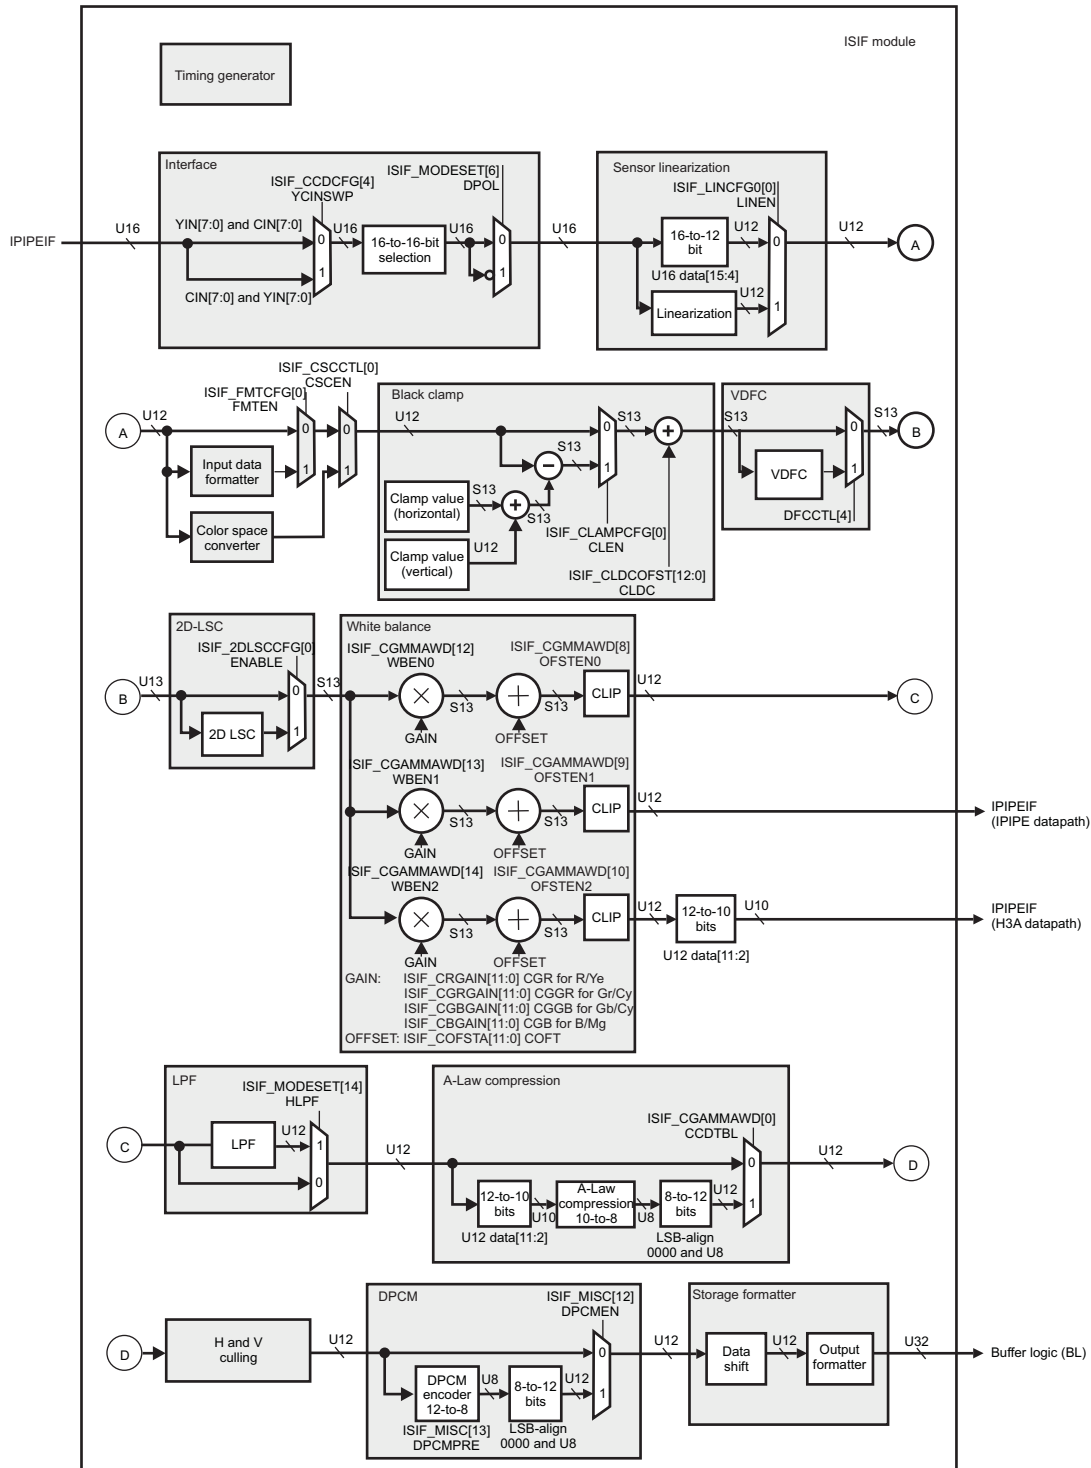 ISIF module
Timing generator
Interface
ISIF_CCDCFG[4]
YCINSWP
ISIF_MODESET[6]
DPOL
Sensor linearization
ISIF_LINCFG0[0]
LINEN
IPIPEIF
U16
YIN[7:0] and CIN[7:0]
0
U16
16-to-16-bit
selection
U16
0
U16
16-to-12
bit
U12
0
U12
A
1
CIN[7:0] and YIN[7:0]
1
U16 data[15:4]
U12
Linearization
1
ISIF_CSCCTL[0]
CSCEN
ISIF_FMTCFG[0]
FMTEN
Black clamp
VDFC
A
U12
0
0
U12
0
S13
+
S13
0
S13
B
Input data
formatter
1
1
−
S13
1
VDFC
1
Clamp value
(horizontal)
S13
+
S13
DFCCTL[4]
Color space
converter
ISIF_CLAMPCFG[0]
CLEN
Clamp value
(vertical)
U12
ISIF_CLDCOFST[12:0]
CLDC
2D-LSC
ISIF_2DLSCCFG[0]
ENABLE
White balance
ISIF_CGMMAWD[12]
WBEN0
ISIF_CGMMAWD[8]
OFSTEN0
B
U13
0
S13
×
S13
+
S13
CLIP
U12
C
2D LSC
1
GAIN
OFFSET
ISIF_CGAMMAWD[13]
WBEN1
ISIF_CGAMMAWD[9]
OFSTEN1
×
S13
+
S13
CLIP
U12
IPIPEIF
(IPIPE datapath)
GAIN
OFFSET
ISIF_CGAMMAWD[14]
WBEN2
ISIF_CGAMMAWD[10]
OFSTEN2
×
S13
+
S13
CLIP
U12
12-to-10
bits
U10
IPIPEIF
(H3A datapath)
U12 data[11:2]
GAIN
OFFSET
GAIN: ISIF_CRGAIN[11:0] CGR for R/Ye
ISIF_CGRGAIN[11:0] CGGR for Gr/Cy
ISIF_CGBGAIN[11:0] CGGB for Gb/Cy
ISIF_CBGAIN[11:0] CGB for B/Mg
OFFSET: ISIF_COFSTA[11:0] COFT
LPF
ISIF_MODESET[14]
HLPF
A-Law compression
ISIF_CGAMMAWD[0]
CCDTBL
C
LPF
U12
1
0
U12
0
U12
D
12-to-10
bits
U10
A-Law
compression
10-to-8
U8
8-to-12
bits
U12
1
U12 data[11:2]
LSB-align
0000 and U8
DPCM
ISIF_MISC[12]
DPCMEN
Storage formatter
D
H and V
culling
U12
0
U12
Data
shift
U12
Output
formatter
U32
Buffer logic (BL)
DPCM
encoder
12-to-8
U8
8-to-12
bits
U12
1
ISIF_MISC[13]
DPCMPRE
LSB-align
0000 and U8